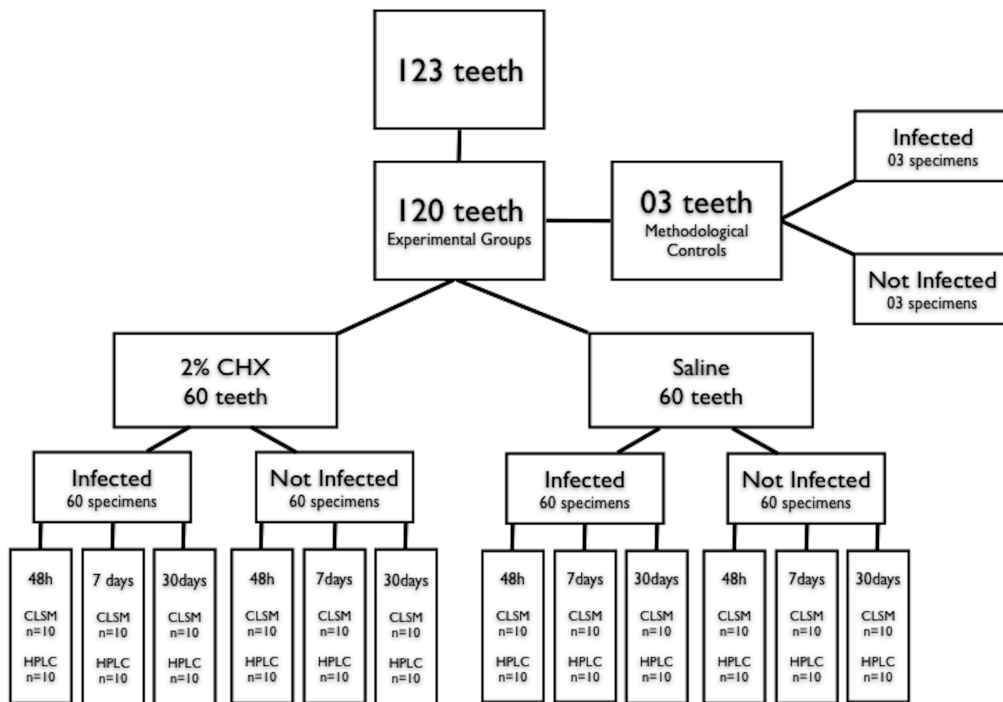 123 teeth
120 teeth
Experimental Groups
03 teeth
Methodological
Controls
Infected
03 specimens
Not Infected
03 specimens
2% CHX
60 teeth
Saline
60 teeth
Infected
60 specimens
Not Infected
60 specimens
Infected
60 specimens
Not Infected
60 specimens
48h
CLSM
n=10
HPLC
n=10
7 days
CLSM
n=10
HPLC
n=10
30days
CLSM
n=10
HPLC
n=10
48h
CLSM
n=10
HPLC
n=10
7days
CLSM
n=10
HPLC
n=10
30days
CLSM
n=10
HPLC
n=10
48h
CLSM
n=10
HPLC
n=10
7days
CLSM
n=10
HPLC
n=10
30days
CLSM
n=10
HPLC
n=10
48h
CLSM
n=10
HPLC
n=10
7days
CLSM
n=10
HPLC
n=10
30days
CLSM
n=10
HPLC
n=10